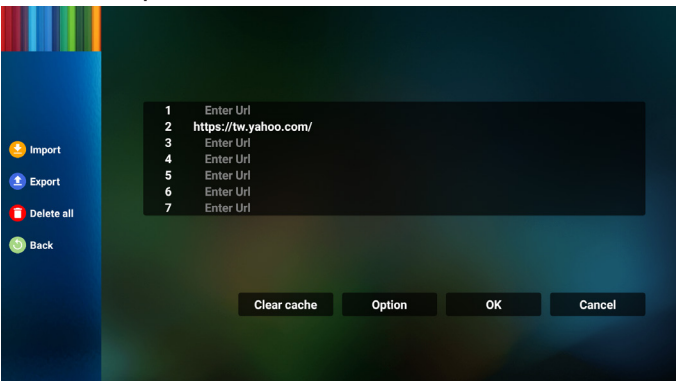 Import
Export
Delete all
Back
1 Enter Url
2 https://tw.yahoo.com/
3 Enter Url
4 Enter Url
5 Enter Url
6 Enter Url
7 Enter Url
Clear cache Option OK Cancel